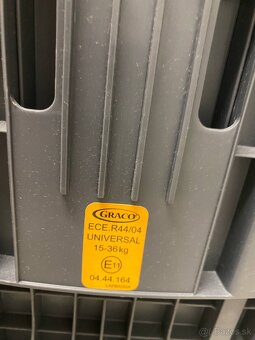 GRACO
ECE.R44/04
UNIVERSAL
15-36kg
E11
04.44.164